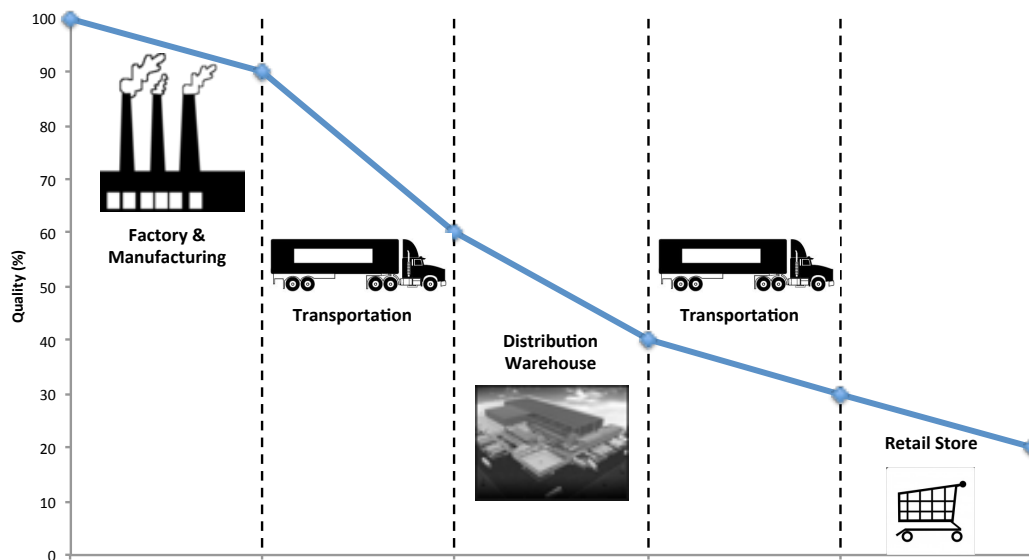 100
90
80
70
60
50
40
30
20
10
0
Quality (%)
Factory &
Manufacturing
Transportation
Distribution
Warehouse
Transportation
Retail Store